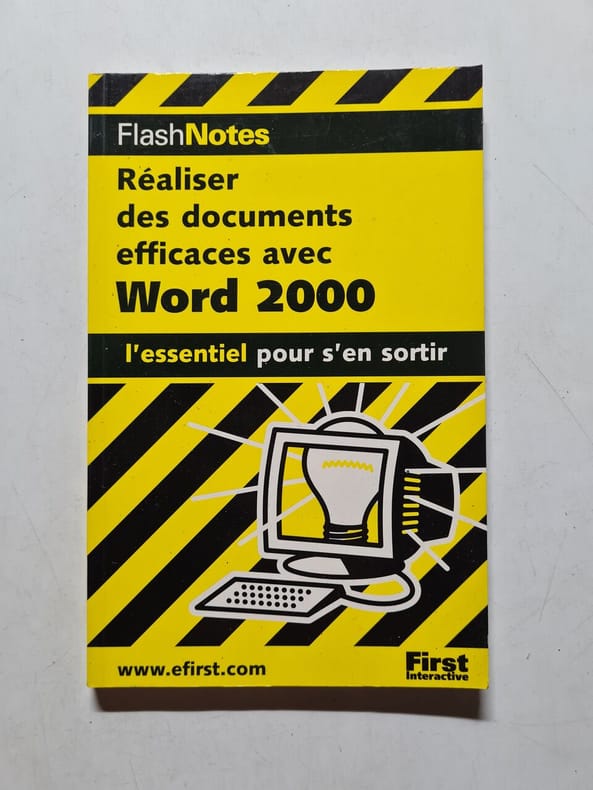 FlashNotes
Réaliser
des documents
efficaces avec
Word 2000
l'essentiel pour s'en sortir
www.efirst.com
First
Interactive